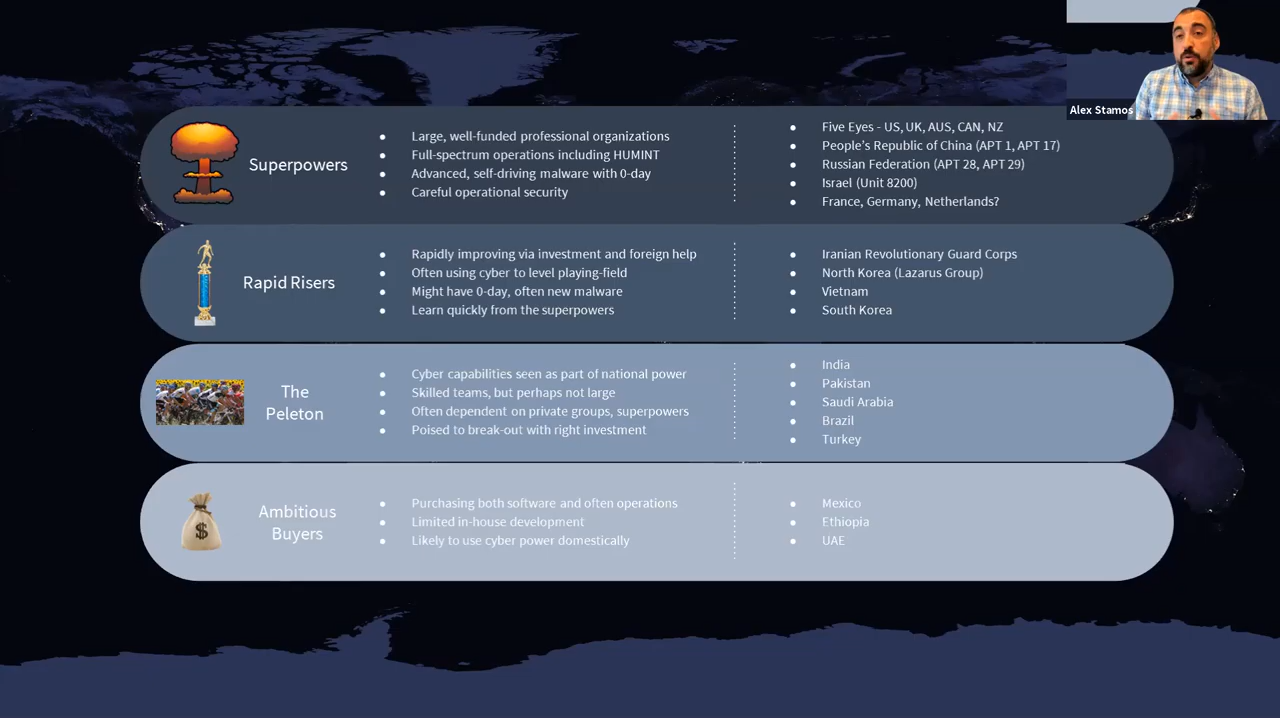 Alex Stamos
Superpowers
Large, well-funded professional organizations
Full-spectrum operations including HUMINT
Advanced, self-driving malware with 0-day
Careful operational security
Five Eyes - US, UK, AUS, CAN, NZ
People's Republic of China (APT 1, APT 17)
Russian Federation (APT 28, APT 29)
Israel (Unit 8200)
France, Germany, Netherlands?
Rapid Risers
Rapidly improving via investment and foreign help
Often using cyber to level playing-field
Might have 0-day, often new malware
Learn quickly from the superpowers
Iranian Revolutionary Guard Corps
North Korea (Lazarus Group)
Vietnam
South Korea
The
Peleton
Cyber capabilities seen as part of national power
Skilled teams, but perhaps not large
Often dependent on private groups, superpowers
Poised to break-out with right investment
India
Pakistan
Saudi Arabia
Brazil
Turkey
$
Ambitious
Buyers
Purchasing both software and often operations
Limited in-house development
Likely to use cyber power domestically
Mexico
Ethiopia
UAE